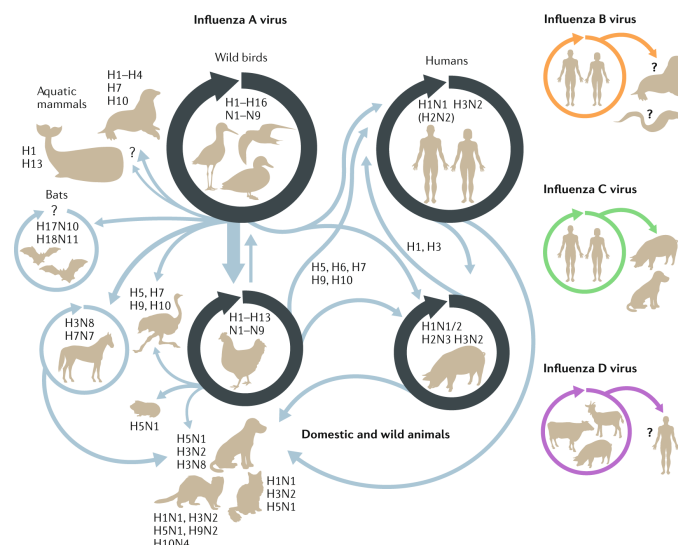 Influenza A virus
Wild birds
H1–H16
N1–N9
Humans
H1N1 H3N2
(H2N2)
Aquatic
mammals
H1–H4
H7
H10
H1
H13
?
Bats
?
H17N10
H18N11
H5, H7
H9, H10
H1–H13
N1–N9
H5, H6, H7
H9, H10
H1, H3
H1N1/2
H2N3 H3N2
H3N8
H7N7
H5N1
Domestic and wild animals
H5N1
H3N2
H3N8
H1N1
H3N2
H5N1
H1N1, H3N2
H5N1, H9N2
H10N4
Influenza B virus
?
?
Influenza C virus
Influenza D virus
?